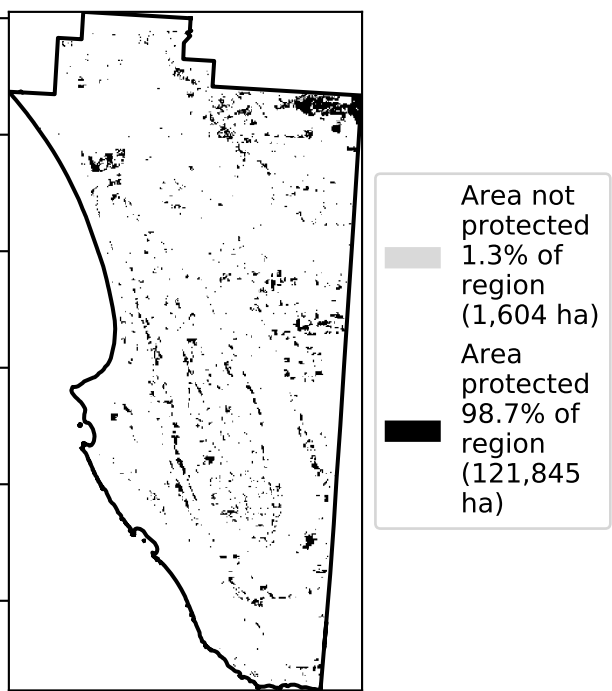 Area not
protected
1.3% of
region
(1,604 ha)
Area
protected
98.7% of
region
(121,845
ha)